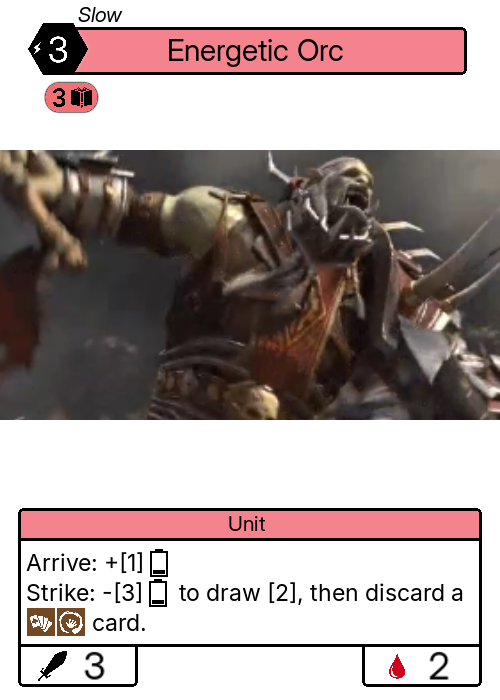 Slow
3
Energetic Orc
3
Unit
Arrive: +[1]
Strike: -[3] to draw [2], then discard a
card.
3
2